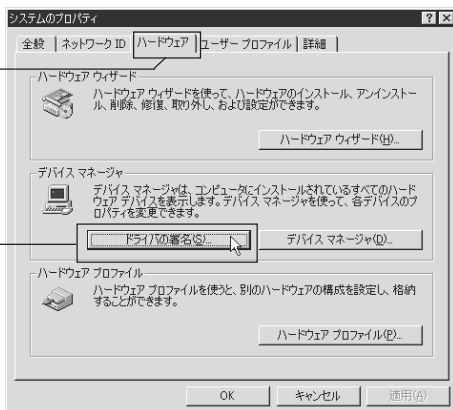 システムのプロパティ
全般 ネットワーク ID ハードウェア ユーザー プロファイル 詳細
ハードウェア ウィザード
ハードウェア ウィザードを使って、ハードウェアのインストール、アンインストー
ル、削除、修復、取り外し、および設定ができます。
ハードウェア ウィザード(H)...
デバイス マネージャ
デバイス マネージャは、コンピュータにインストールされているすべてのハード
ウェア デバイスを表示します。デバイス マネージャを使って、各デバイスのプ
ロパティを変更できます。
ドライバの署名(S)... デバイス マネージャ(D)...
ハードウェア プロファイル
ハードウェア プロファイルを使うと、別のハードウェアの構成を設定し、格納
することができます。
ハードウェア プロファイル(P)...
OK キャンセル 適用(A)